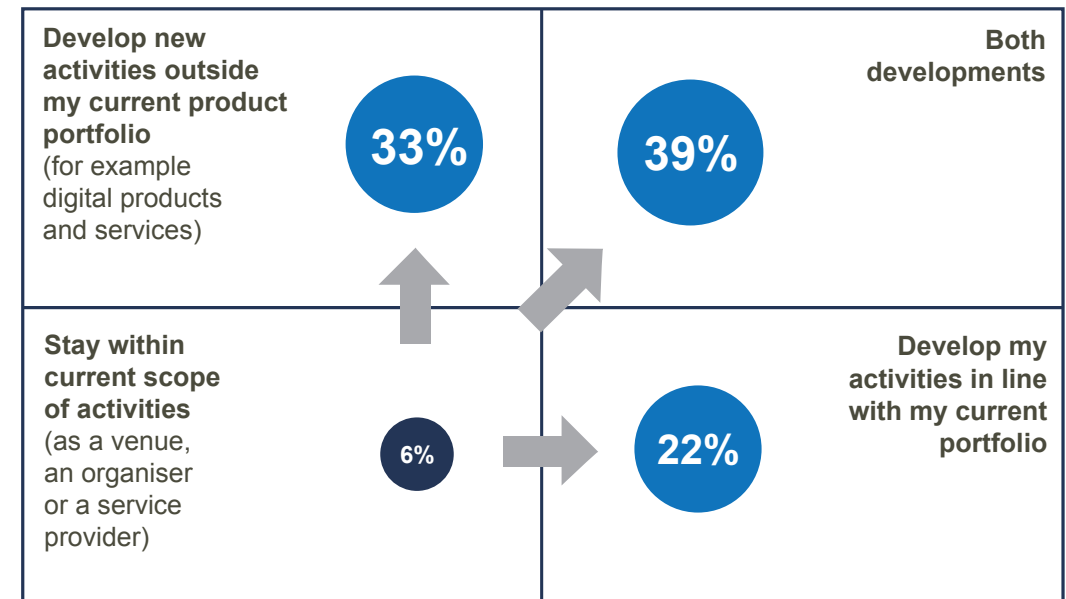 Develop new
activities outside
my current product
portfolio
(for example
digital products
and services)
33%
Both
developments
39%
Stay within
current scope
of activities
(as a venue,
an organiser
or a service
provider)
6%
Develop my
activities in line
with my current
portfolio
22%